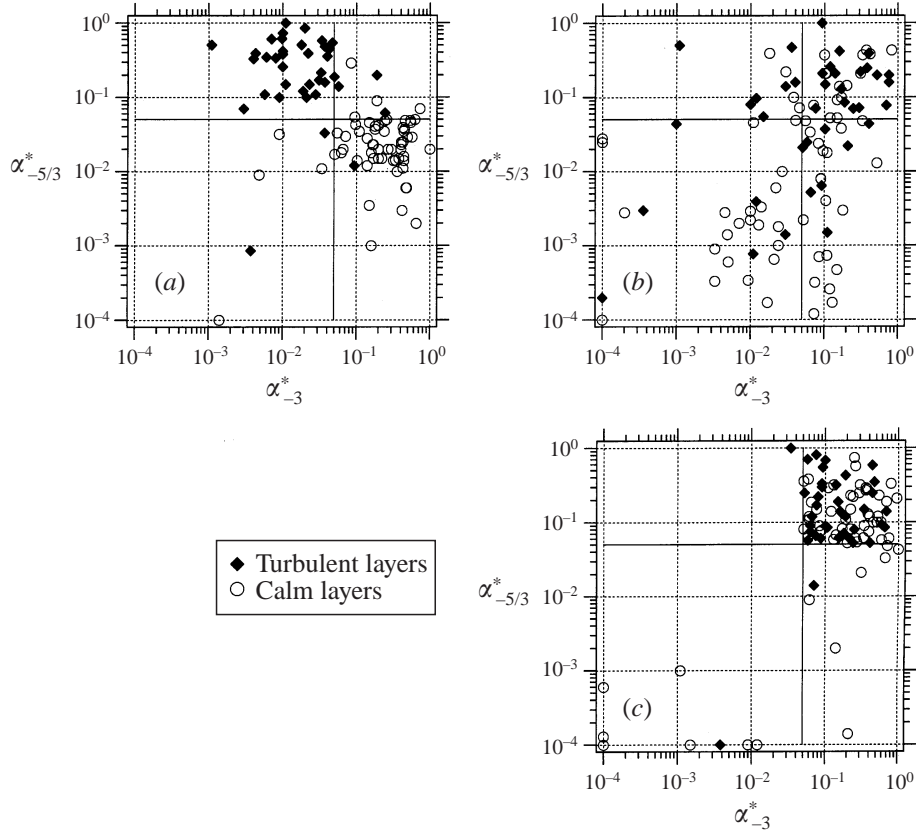 10⁰ 10⁰
10⁻¹ 10⁻¹
α*₋₅/₃ 10⁻² α*₋₅/₃ 10⁻²
10⁻³ 10⁻³
(a) (b)
10⁻⁴ 10⁻⁴
10⁻⁴ 10⁻³ 10⁻² 10⁻¹ 10⁰ 10⁻⁴ 10⁻³ 10⁻² 10⁻¹ 10⁰
α*₋₃ α*₋₃
10⁰
10⁻¹
◆ Turbulent layers
○ Calm layers
α*₋₅/₃ 10⁻²
10⁻³
(c)
10⁻⁴
10⁻⁴ 10⁻³ 10⁻² 10⁻¹ 10⁰
α*₋₃